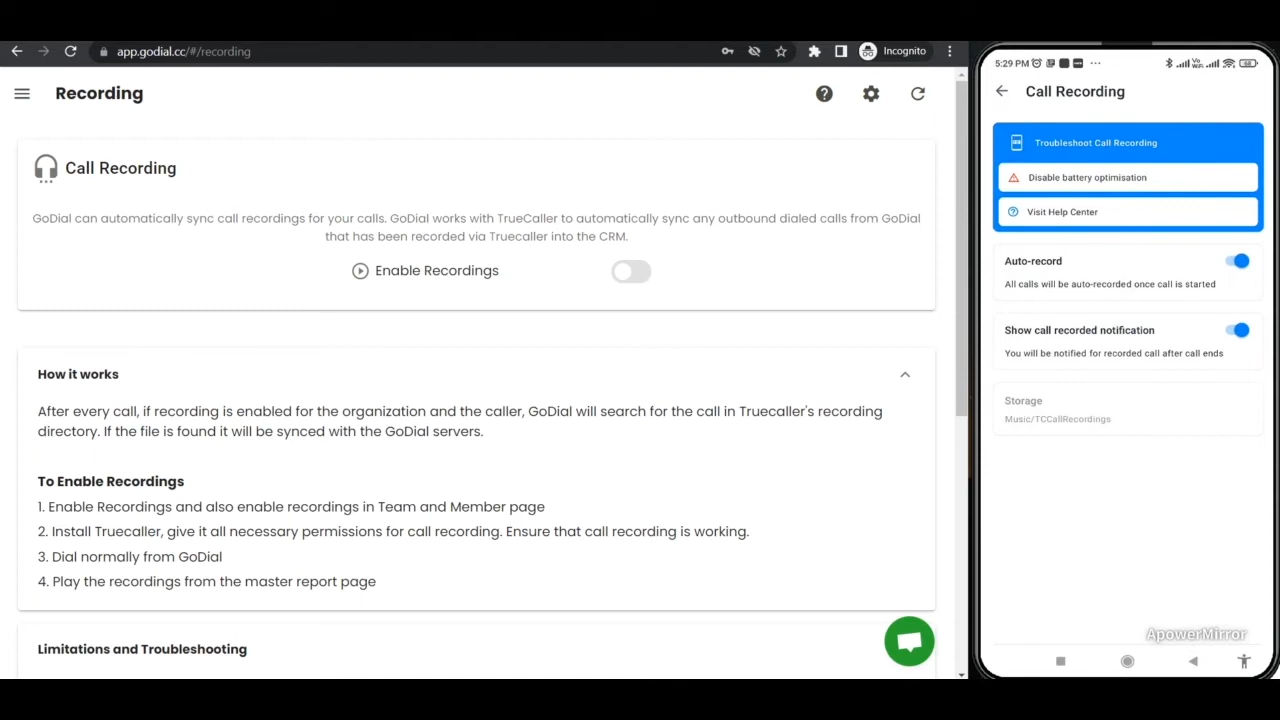 app.godial.cc/#/recording
Incognito
Recording
Call Recording
GoDial can automatically sync call recordings for your calls. GoDial works with TrueCaller to automatically sync any outbound dialed calls from GoDial
that has been recorded via Truecaller into the CRM.
Enable Recordings
How it works
After every call, if recording is enabled for the organization and the caller, GoDial will search for the call in Truecaller's recording
directory. If the file is found it will be synced with the GoDial servers.
To Enable Recordings
1. Enable Recordings and also enable recordings in Team and Member page
2. Install Truecaller, give it all necessary permissions for call recording. Ensure that call recording is working.
3. Dial normally from GoDial
4. Play the recordings from the master report page
Limitations and Troubleshooting
5:29 PM
Call Recording
Troubleshoot Call Recording
Disable battery optimisation
Visit Help Center
Auto-record
All calls will be auto-recorded once call is started
Show call recorded notification
You will be notified for recorded call after call ends
Storage
Music/TCCallRecordings
ApowerMirror